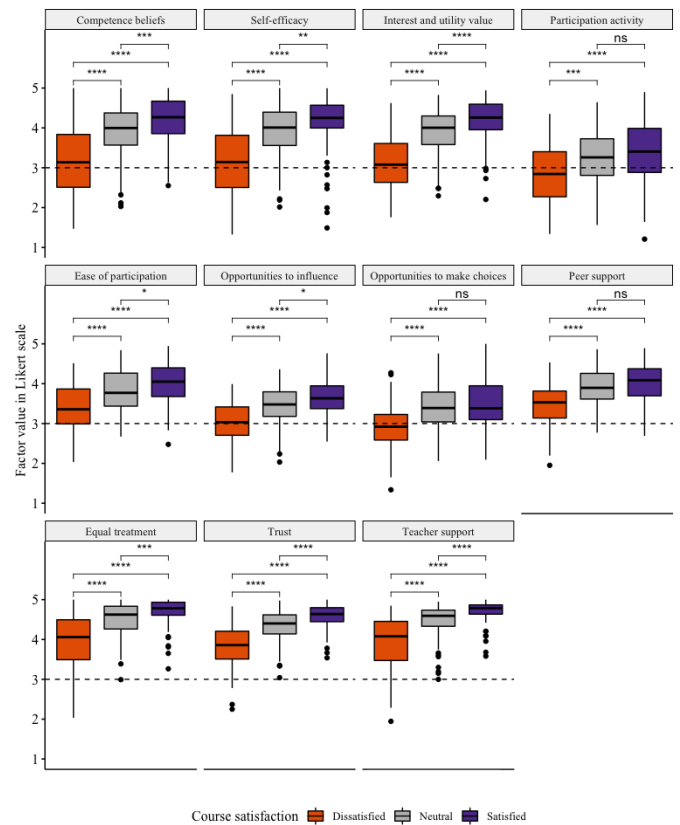 Competence beliefs
Self-efficacy
Interest and utility value
Participation activity
***
**
****
ns
****
****
****
****
****
****
****
***
5
4
3
2
1
Ease of participation
Opportunities to influence
Opportunities to make choices
Peer support
*
*
ns
ns
****
****
****
****
****
****
****
****
5
4
3
2
1
Factor value in Likert scale
Equal treatment
Trust
Teacher support
***
****
****
****
****
****
****
****
****
5
4
3
2
1
Course satisfaction Dissatisfied Neutral Satisfied